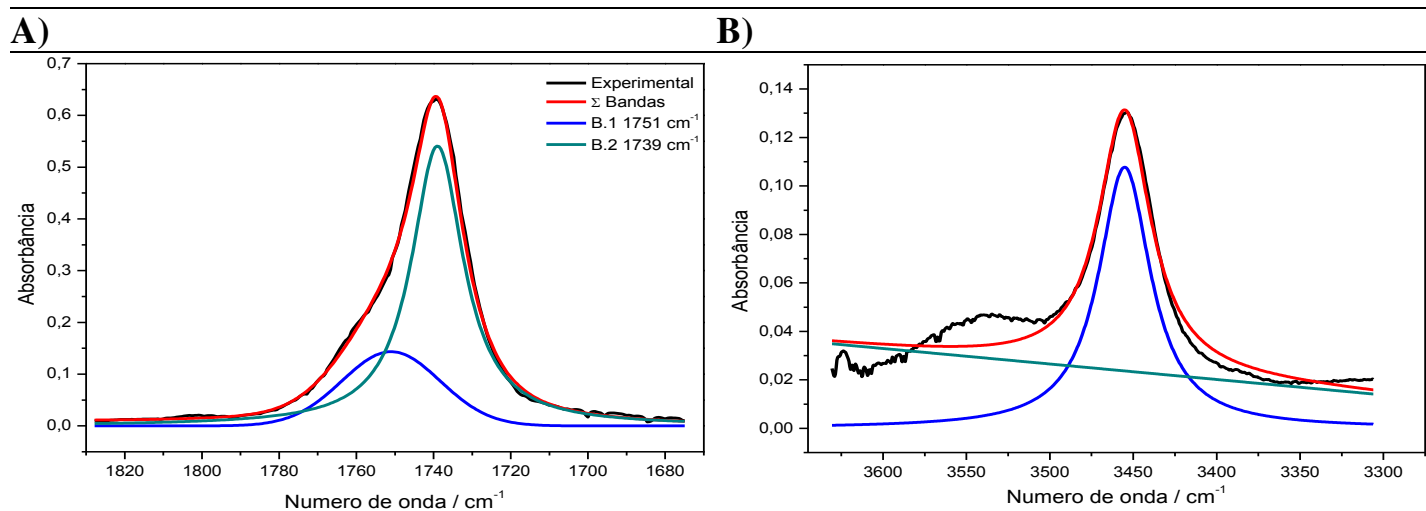 A)
B)
0,7
0,6
0,5
0,4
0,3
0,2
0,1
0,0
Absorbância
Experimental
Σ Bandas
B.1 1751 cm⁻¹
B.2 1739 cm⁻¹
1820 1800 1780 1760 1740 1720 1700 1680
Numero de onda / cm⁻¹
0,14
0,12
0,10
0,08
0,06
0,04
0,02
0,00
Absorbância
3600 3550 3500 3450 3400 3350 3300
Numero de onda / cm⁻¹